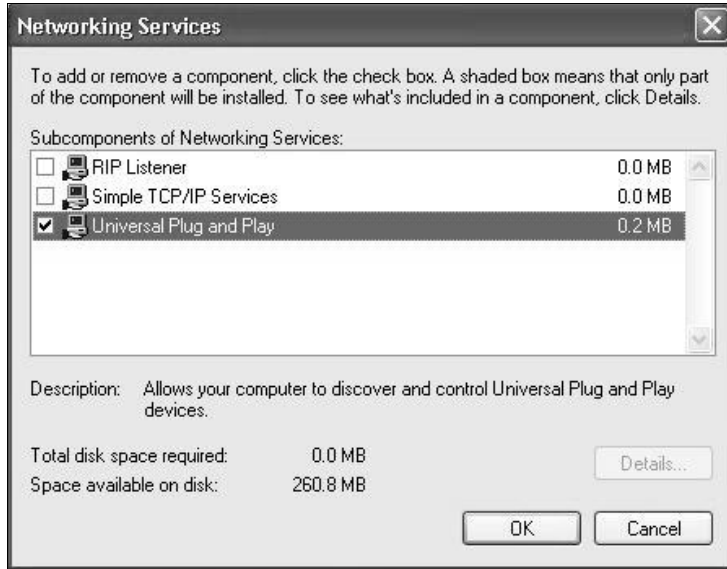 Networking Services
To add or remove a component, click the check box. A shaded box means that only part
of the component will be installed. To see what's included in a component, click Details.
Subcomponents of Networking Services:
RIP Listener 0.0 MB
Simple TCP/IP Services 0.0 MB
Universal Plug and Play 0.2 MB
Description: Allows your computer to discover and control Universal Plug and Play
devices.
Total disk space required: 0.0 MB
Details...
Space available on disk: 260.8 MB
OK Cancel